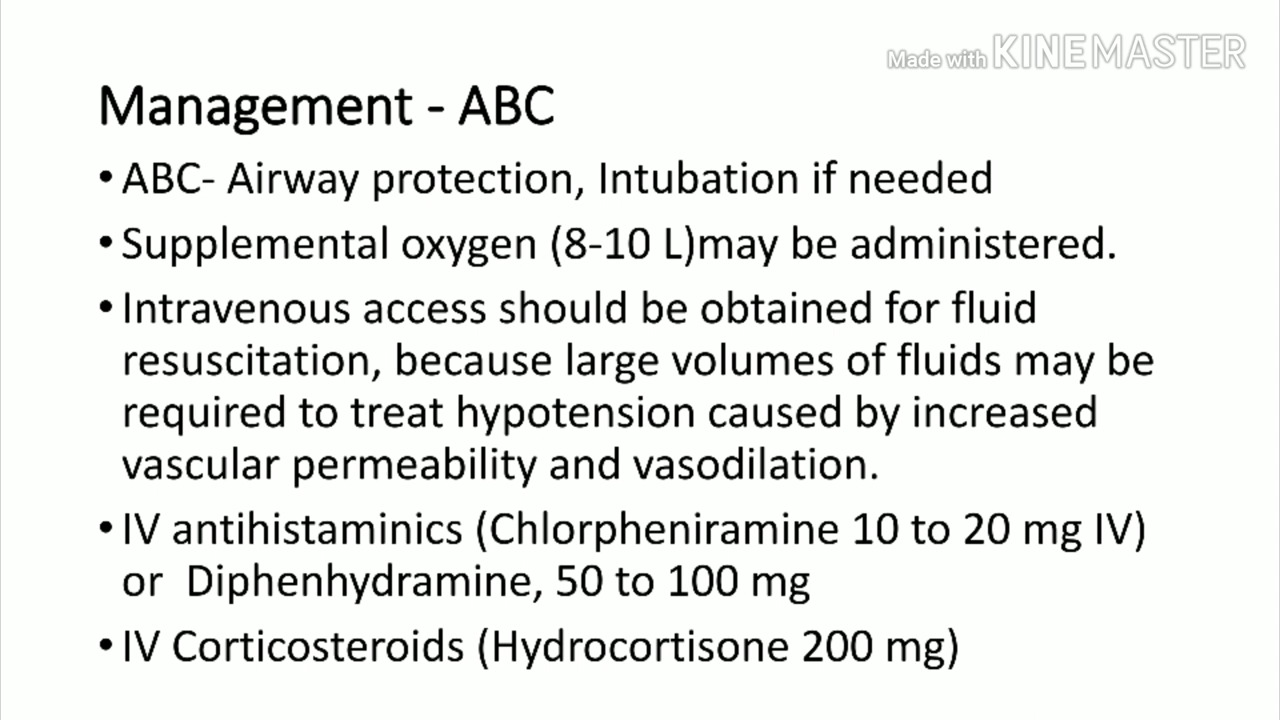 Made with KINEMASTER
Management - ABC
• ABC- Airway protection, Intubation if needed
• Supplemental oxygen (8-10 L)may be administered.
• Intravenous access should be obtained for fluid
resuscitation, because large volumes of fluids may be
required to treat hypotension caused by increased
vascular permeability and vasodilation.
• IV antihistaminics (Chlorpheniramine 10 to 20 mg IV)
or  Diphenhydramine, 50 to 100 mg
• IV Corticosteroids (Hydrocortisone 200 mg)